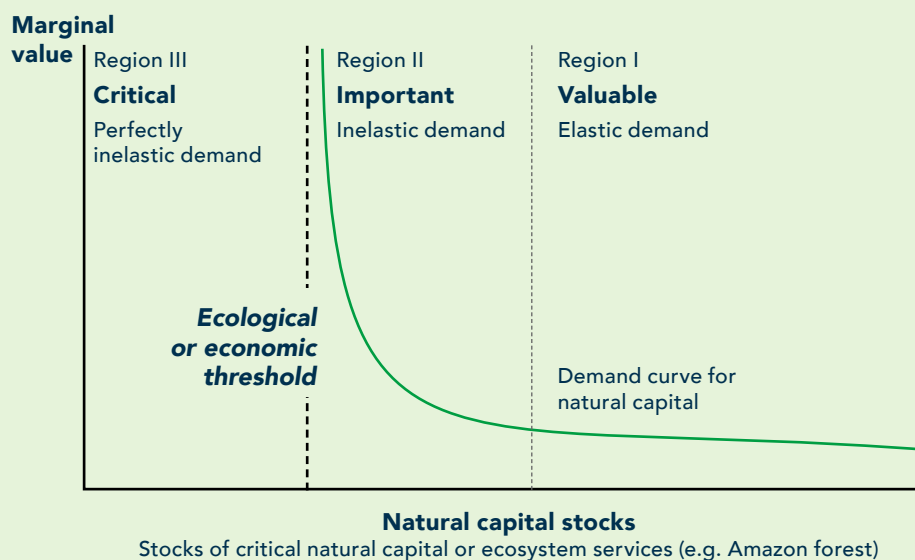 Marginal
value
Region III
Critical
Perfectly
inelastic demand
Region II
Important
Inelastic demand
Region I
Valuable
Elastic demand
Ecological
or economic
threshold
Demand curve for
natural capital
Natural capital stocks
Stocks of critical natural capital or ecosystem services (e.g. Amazon forest)